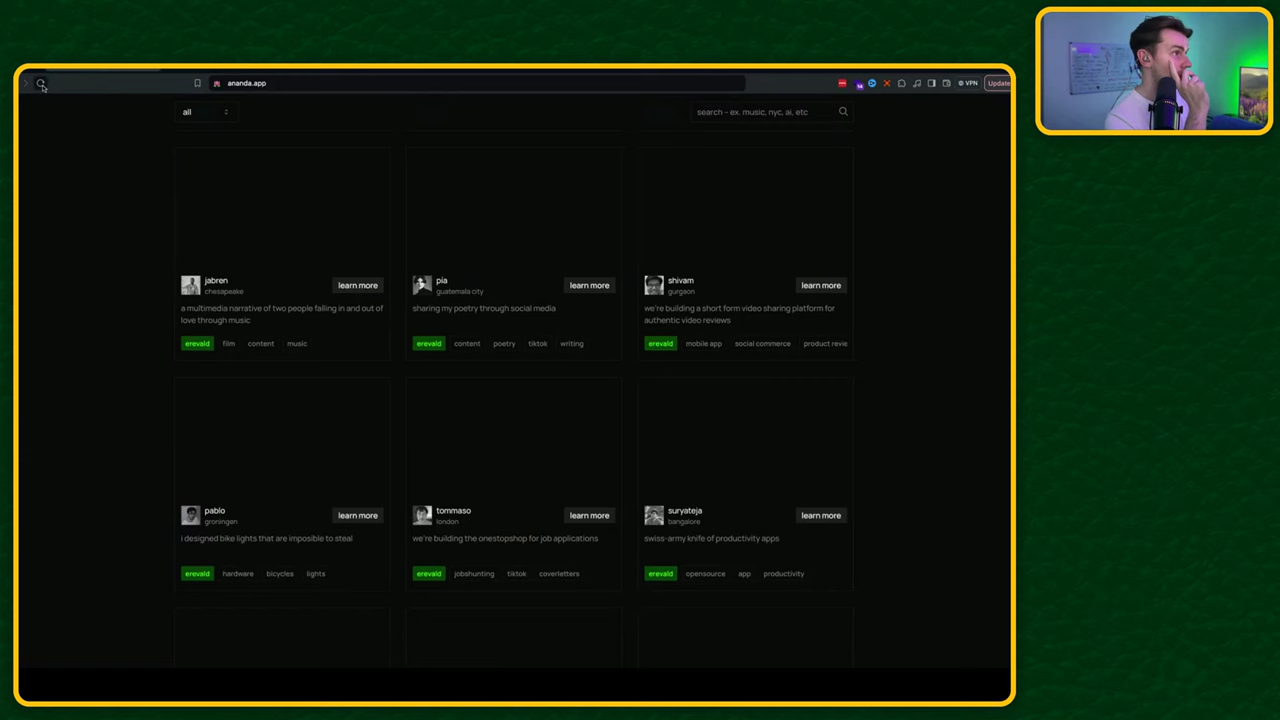 ananda.app
VPN
Update
all
search - ex. music, nyc, ai, etc
jabren
chesapeake
learn more
a multimedia narrative of two people falling in and out of
love through music
erevald film content music
pia
guatemala city
learn more
sharing my poetry through social media
erevald content poetry tiktok writing
shivam
gurgaon
learn more
we're building a short form video sharing platform for
authentic video reviews
erevald mobile app social commerce product revie
pablo
groningen
learn more
i designed bike lights that are imposible to steal
erevald hardware bicycles lights
tommaso
london
learn more
we're building the onestopshop for job applications
erevald jobshunting tiktok coverletters
suryateja
bangalore
learn more
swiss-army knife of productivity apps
erevald opensource app productivity